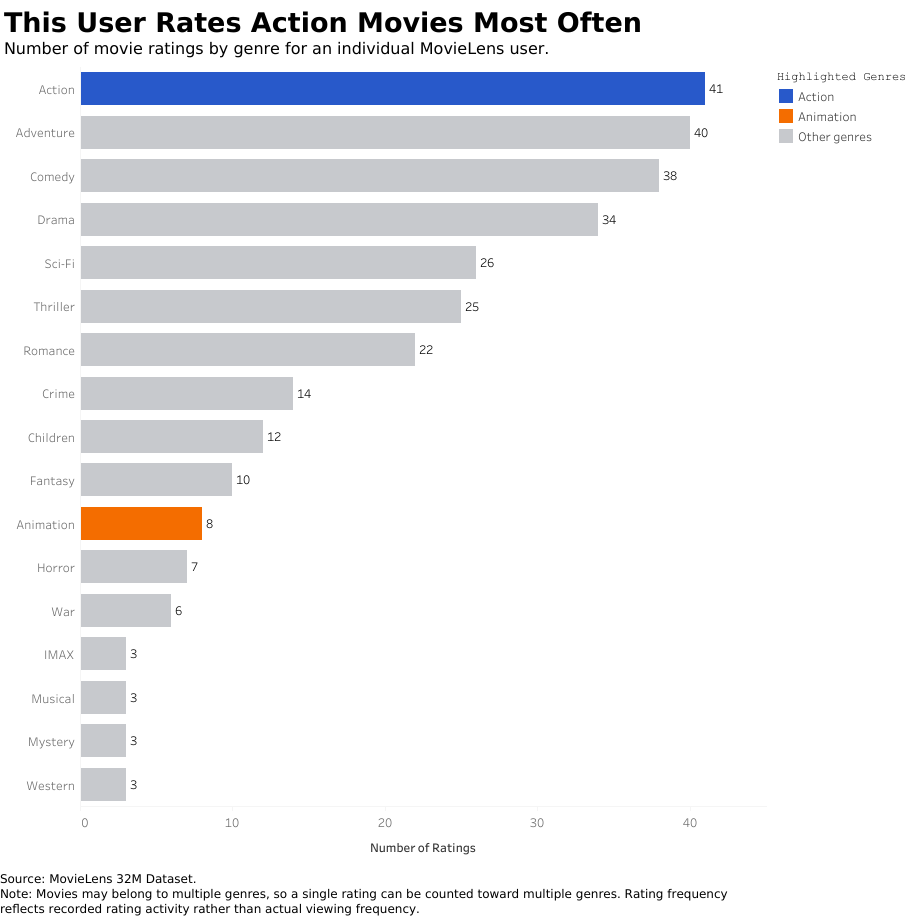 This User Rates Action Movies Most Often
Number of movie ratings by genre for an individual MovieLens user.
Highlighted Genres
Action
Animation
Other genres
Action 41
Adventure 40
Comedy 38
Drama 34
Sci-Fi 26
Thriller 25
Romance 22
Crime 14
Children 12
Fantasy 10
Animation 8
Horror 7
War 6
IMAX 3
Musical 3
Mystery 3
Western 3
0 10 20 30 40
Number of Ratings
Source: MovieLens 32M Dataset.
Note: Movies may belong to multiple genres, so a single rating can be counted toward multiple genres. Rating frequency
reflects recorded rating activity rather than actual viewing frequency.